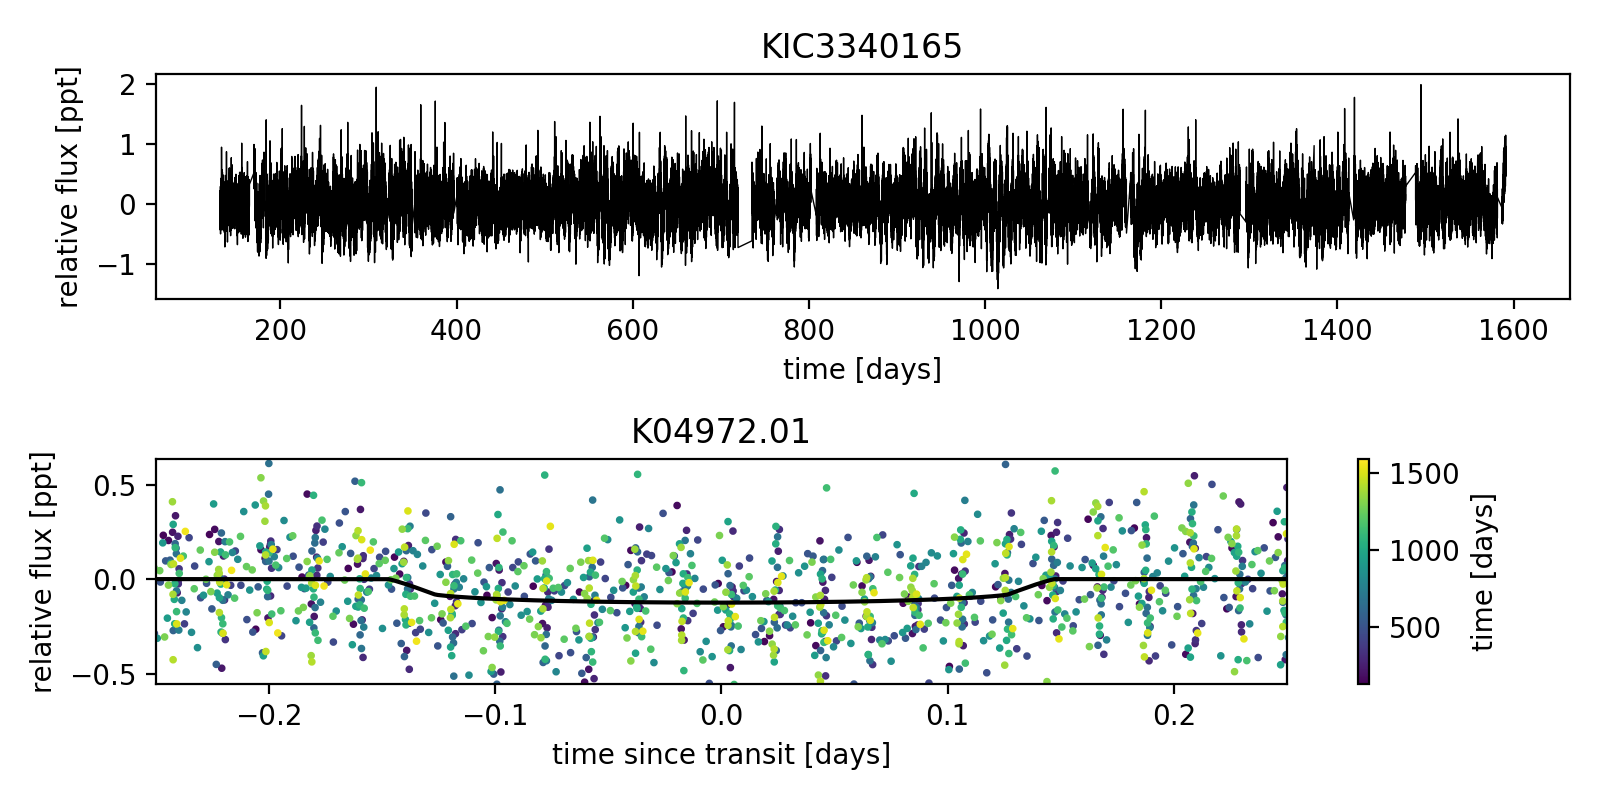 KIC3340165
relative flux [ppt]
2
1
0
−1
200 400 600 800 1000 1200 1400 1600
time [days]
K04972.01
relative flux [ppt]
0.5
0.0
−0.5
−0.2 −0.1 0.0 0.1 0.2
time since transit [days]
1500
1000
500
time [days]